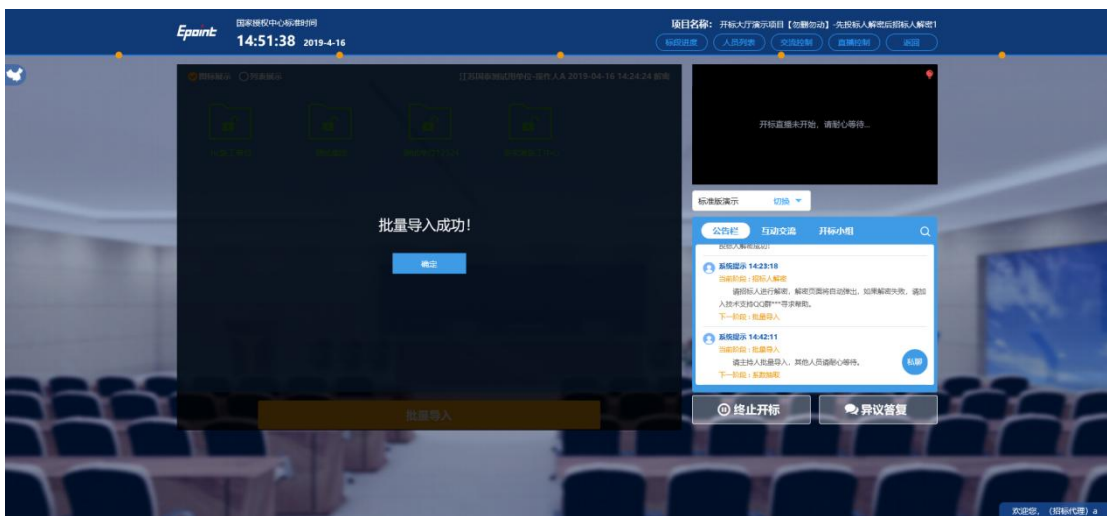 Epoint
国家授权中心标准时间
14:51:38 2019-4-16
项目名称： 开标大厅演示项目【勿删勿动】-先投标人解密后招标人解密1
标段进度 人员列表 交流控制 直播控制 返回
图标展示 列表展示
批量导入成功！
确定
批量导入
开标直播未开始，请耐心等待...
标准版演示 切换
公告栏 互动交流 开标小组
系统提示 14:23:18
当前阶段：招标人解密
请招标人进行解密，解密页面将自动弹出，如果解密失败，请加
入技术支持QQ群***寻求帮助。
下一阶段：批量导入
系统提示 14:42:11
当前阶段：批量导入
请主持人批量导入，其他人员请耐心等待。
下一阶段：系数抽取
私聊
终止开标 异议答复
欢迎您，（招标代理）a